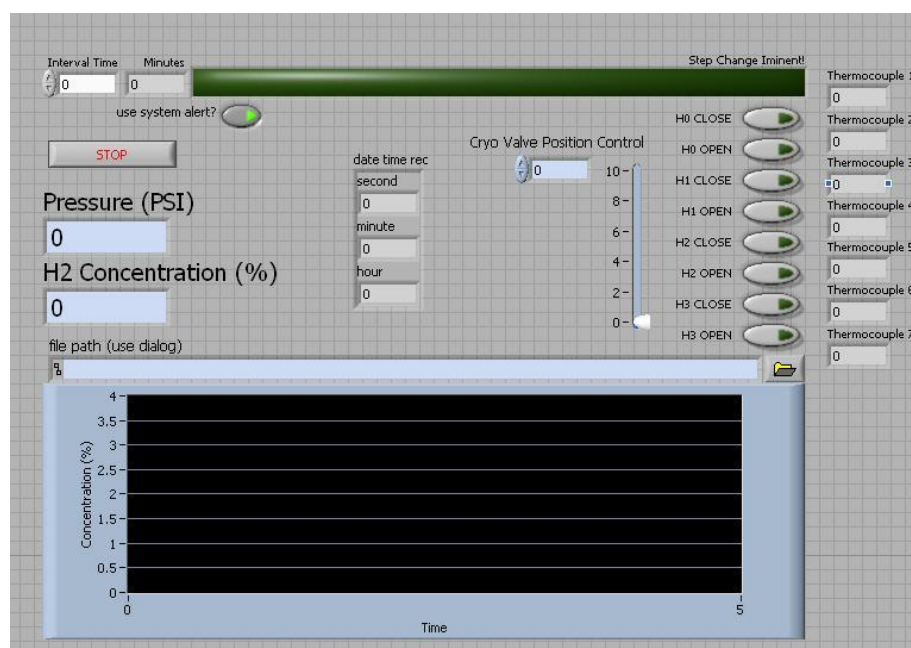 Interval Time Minutes Step Change Iminent!
0 0
use system alert?
STOP
Pressure (PSI)
0
H2 Concentration (%)
0
date time rec
second
0
minute
0
hour
0
Cryo Valve Position Control
0
10
8
6
4
2
0
H0 CLOSE
H0 OPEN
H1 CLOSE
H1 OPEN
H2 CLOSE
H2 OPEN
H3 CLOSE
H3 OPEN
Thermocouple 1
0
Thermocouple 2
0
Thermocouple 3
0
Thermocouple 4
0
Thermocouple 5
0
Thermocouple 6
0
Thermocouple 7
0
file path (use dialog)
Concentration (%)
4
3.5
3
2.5
2
1.5
1
0.5
0
0 5
Time